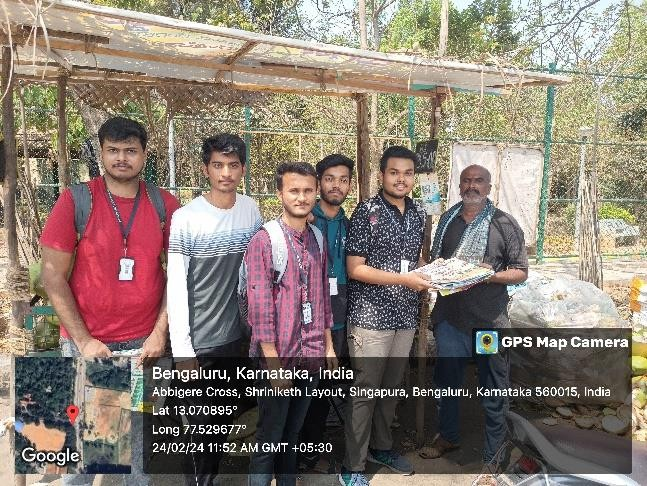 GPS Map Camera
Bengaluru, Karnataka, India
Abbigere Cross, Shriniketh Layout, Singapura, Bengaluru, Karnataka 560015, India
Lat 13.070895°
Long 77.529677°
24/02/24 11:52 AM GMT +05:30
Google